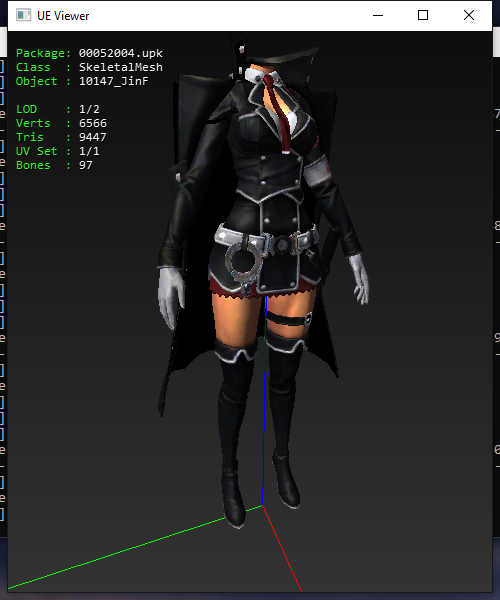 UE Viewer
Package: 00052004.upk
Class  : SkeletalMesh
Object : 10147_JinF
LOD    : 1/2
Verts  : 6566
Tris   : 9447
UV Set : 1/1
Bones  : 97